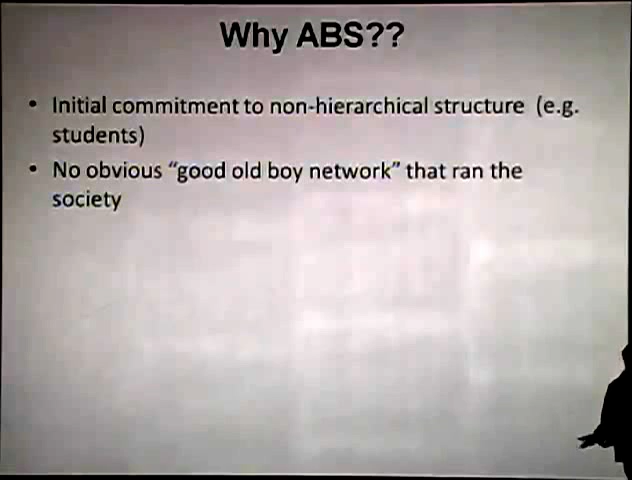 Why ABS??
• Initial commitment to non-hierarchical structure (e.g.
students)
• No obvious “good old boy network” that ran the
society